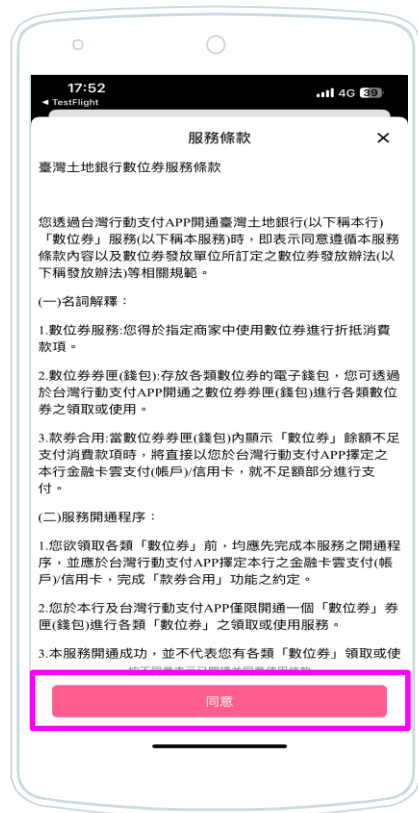 17:52
4G 39
◄ TestFlight
服務條款 ×
臺灣土地銀行數位券服務條款
您透過台灣行動支付APP開通臺灣土地銀行(以下稱本行)
「數位券」服務(以下稱本服務)時，即表示同意遵循本服務
條款內容以及數位券發放單位所訂定之數位券發放辦法(以
下稱發放辦法)等相關規範。
(一)名詞解釋：
1.數位券服務:您得於指定商家中使用數位券進行折抵消費
款項。
2.數位券券匣(錢包):存放各類數位券的電子錢包，您可透過
於台灣行動支付APP開通之數位券券匣(錢包)進行各類數位
券之領取或使用。
3.款券合用:當數位券券匣(錢包)內顯示「數位券」餘額不足
支付消費款項時，將直接以您於台灣行動支付APP擇定之
本行金融卡雲支付(帳戶)/信用卡，就不足額部分進行支
付。
(二)服務開通程序：
1.您欲領取各類「數位券」前，均應先完成本服務之開通程
序，並應於台灣行動支付APP擇定本行之金融卡雲支付(帳
戶)/信用卡，完成「款券合用」功能之約定。
2.您於本行及台灣行動支付APP僅限開通一個「數位券」券
匣(錢包)進行各類「數位券」之領取或使用服務。
3.本服務開通成功，並不代表您有各類「數位券」領取或使
同意